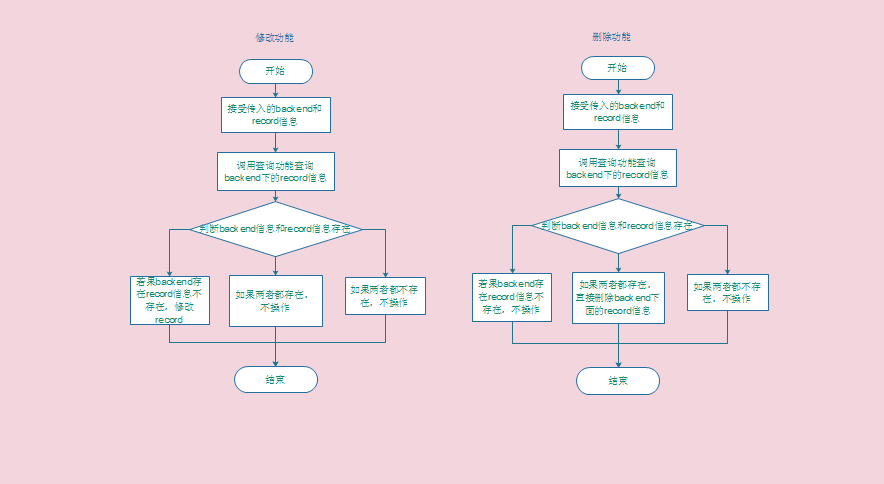 修改功能
开始
接受传入的backend和
record信息
调用查询功能查询
backend下的record信息
判断backend信息和record信息存在
若果backend存
在record信息不
存在，修改
record
如果两者都存在，
不操作
如果两者都不存
在，不操作
结束
删除功能
开始
接受传入的backend和
record信息
调用查询功能查询
backend下的record信息
判断backend信息和record信息存在
若果backend存
在record信息不
存在，不操作
如果两者都存在，
直接删除backend下
面的record信息
如果两者都不存
在，不操作
结束